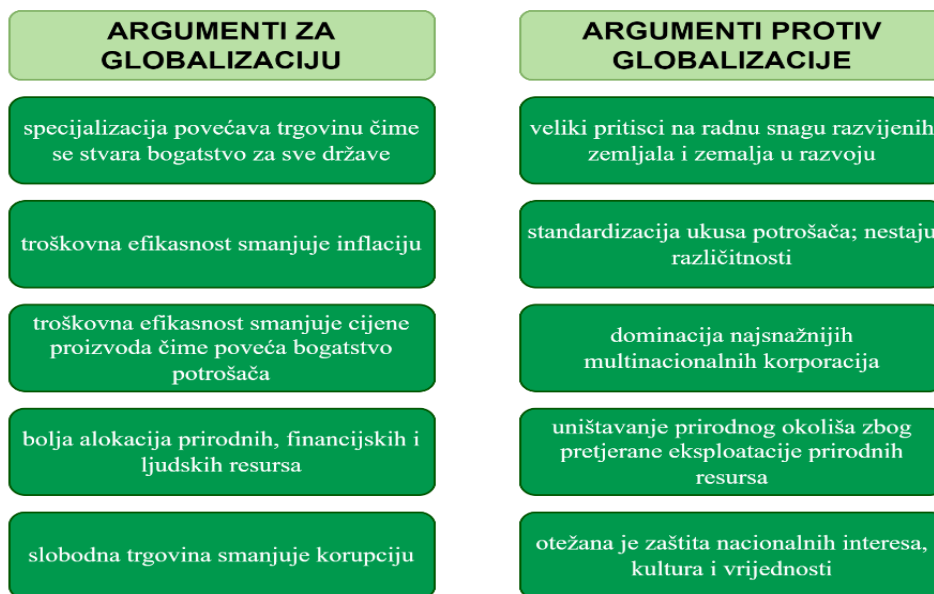 ARGUMENTI ZA
GLOBALIZACIJU
specijalizacija povećava trgovinu čime
se stvara bogatstvo za sve države
troškovna efikasnost smanjuje inflaciju
troškovna efikasnost smanjuje cijene
proizvoda čime poveća bogatstvo
potrošača
bolja alokacija prirodnih, financijskih i
ljudskih resursa
slobodna trgovina smanjuje korupciju
ARGUMENTI PROTIV
GLOBALIZACIJE
veliki pritisci na radnu snagu razvijenih
zemljala i zemalja u razvoju
standardizacija ukusa potrošača; nestaju
različitnosti
dominacija najsnažnijih
multinacionalnih korporacija
uništavanje prirodnog okoliša zbog
pretjerane eksploatacije prirodnih
resursa
otežana je zaštita nacionalnih interesa,
kultura i vrijednosti